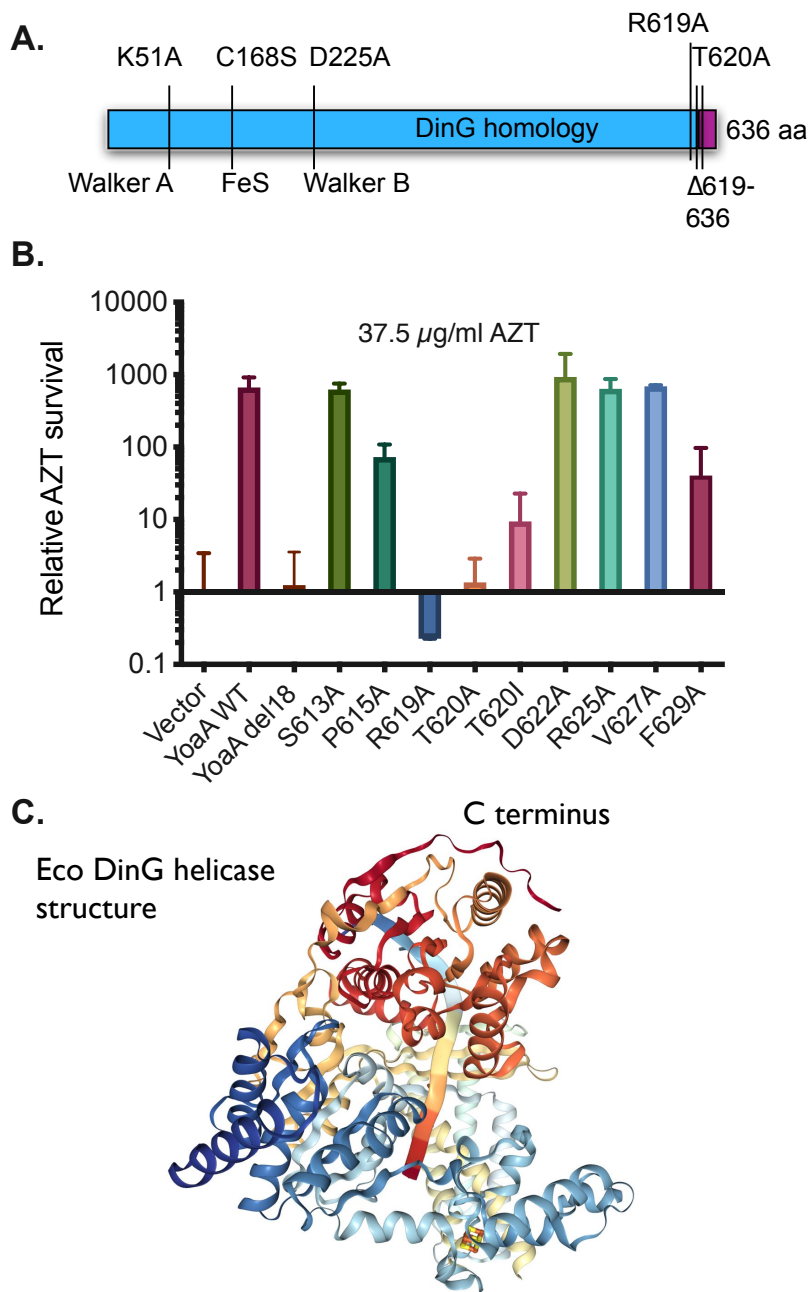 A.
R619A
K51A C168S D225A T620A
DinG homology 636 aa
Walker A FeS Walker B Δ619-
636
B.
10000
1000
100
10
1
0.1
Relative AZT survival
37.5 µg/ml AZT
Vector
YoaA WT
YoaA del18
S613A
P615A
R619A
T620A
T620I
D622A
R625A
V627A
F629A
C.
C terminus
Eco DinG helicase
structure